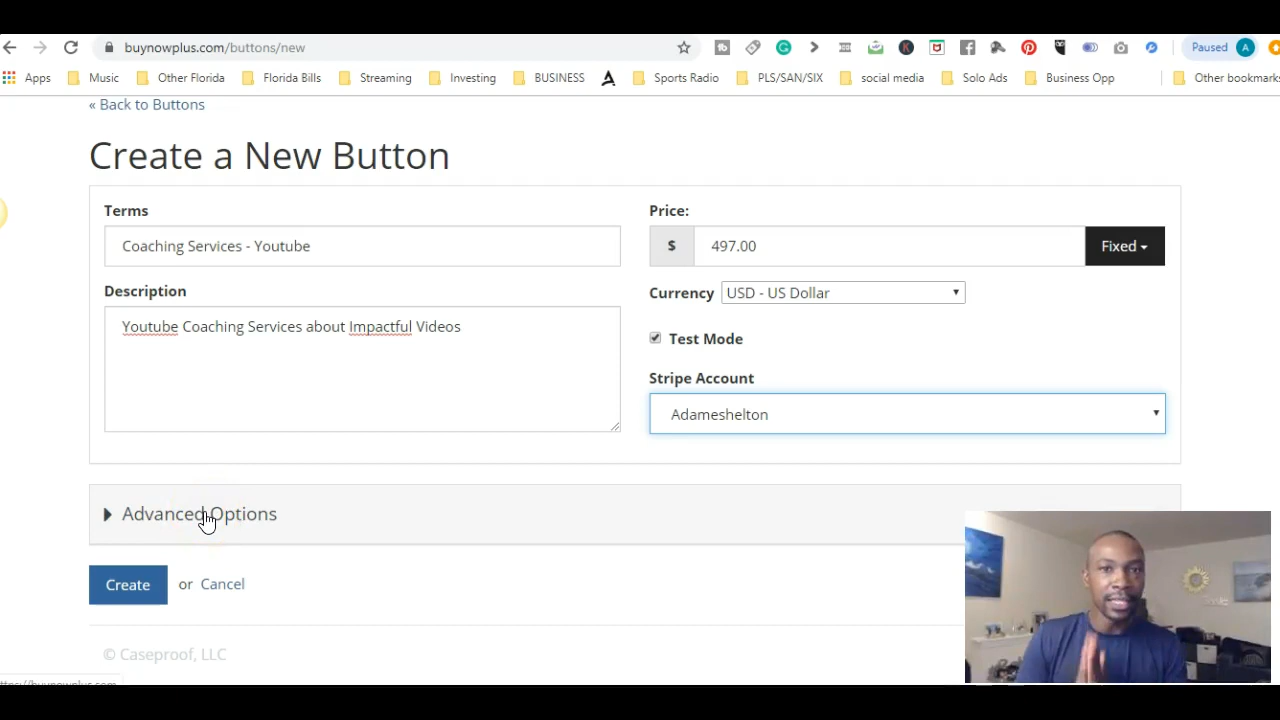 buynowplus.com/buttons/new
Paused A
Apps Music Other Florida Florida Bills Streaming Investing BUSINESS Sports Radio PLS/SAN/SIX social media Solo Ads Business Opp Other bookmarks
« Back to Buttons
Create a New Button
Terms
Coaching Services - Youtube
Description
Youtube Coaching Services about Impactful Videos
Price:
$ 497.00 Fixed
Currency USD - US Dollar
Test Mode
Stripe Account
Adameshelton
Advanced Options
Create or Cancel
© Caseproof, LLC